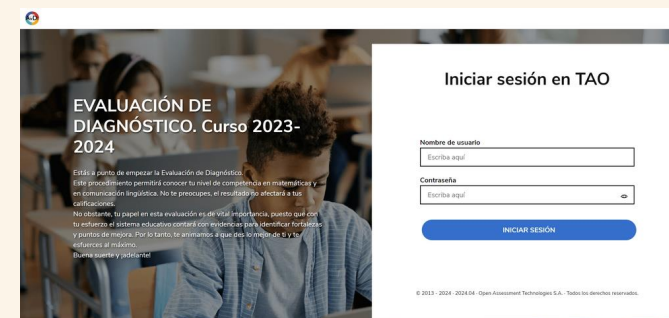 EVALUACIÓN DE
DIAGNÓSTICO. Curso 2023-
2024
Estás a punto de empezar la Evaluación de Diagnóstico.
Este procedimiento permitirá conocer tu nivel de competencia en matemáticas y
en comunicación lingüística. No te preocupes, el resultado no afectará a tus
calificaciones.
No obstante, tu papel en esta evaluación es de vital importancia, puesto que con
tu esfuerzo el sistema educativo contará con evidencias para identificar fortalezas
y puntos de mejora. Por lo tanto, te animamos a que des lo mejor de ti y te
esfuerces al máximo.
Buena suerte y ¡adelante!
Iniciar sesión en TAO
Nombre de usuario
Escriba aquí
Contraseña
Escriba aquí
INICIAR SESIÓN
© 2013 - 2024 · 2024.04 · Open Assessment Technologies S.A. · Todos los derechos reservados.